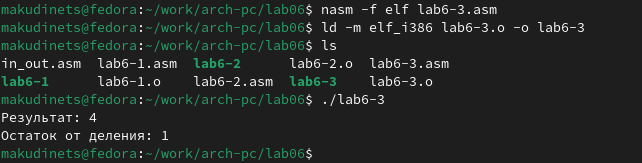 makudinets@fedora:~/work/arch-pc/lab06$ nasm -f elf lab6-3.asm
makudinets@fedora:~/work/arch-pc/lab06$ ld -m elf_i386 lab6-3.o -o lab6-3
makudinets@fedora:~/work/arch-pc/lab06$ ls
in_out.asm  lab6-1.asm  lab6-2      lab6-2.o  lab6-3.asm
lab6-1      lab6-1.o    lab6-2.asm  lab6-3    lab6-3.o
makudinets@fedora:~/work/arch-pc/lab06$ ./lab6-3
Результат: 4
Остаток от деления: 1
makudinets@fedora:~/work/arch-pc/lab06$